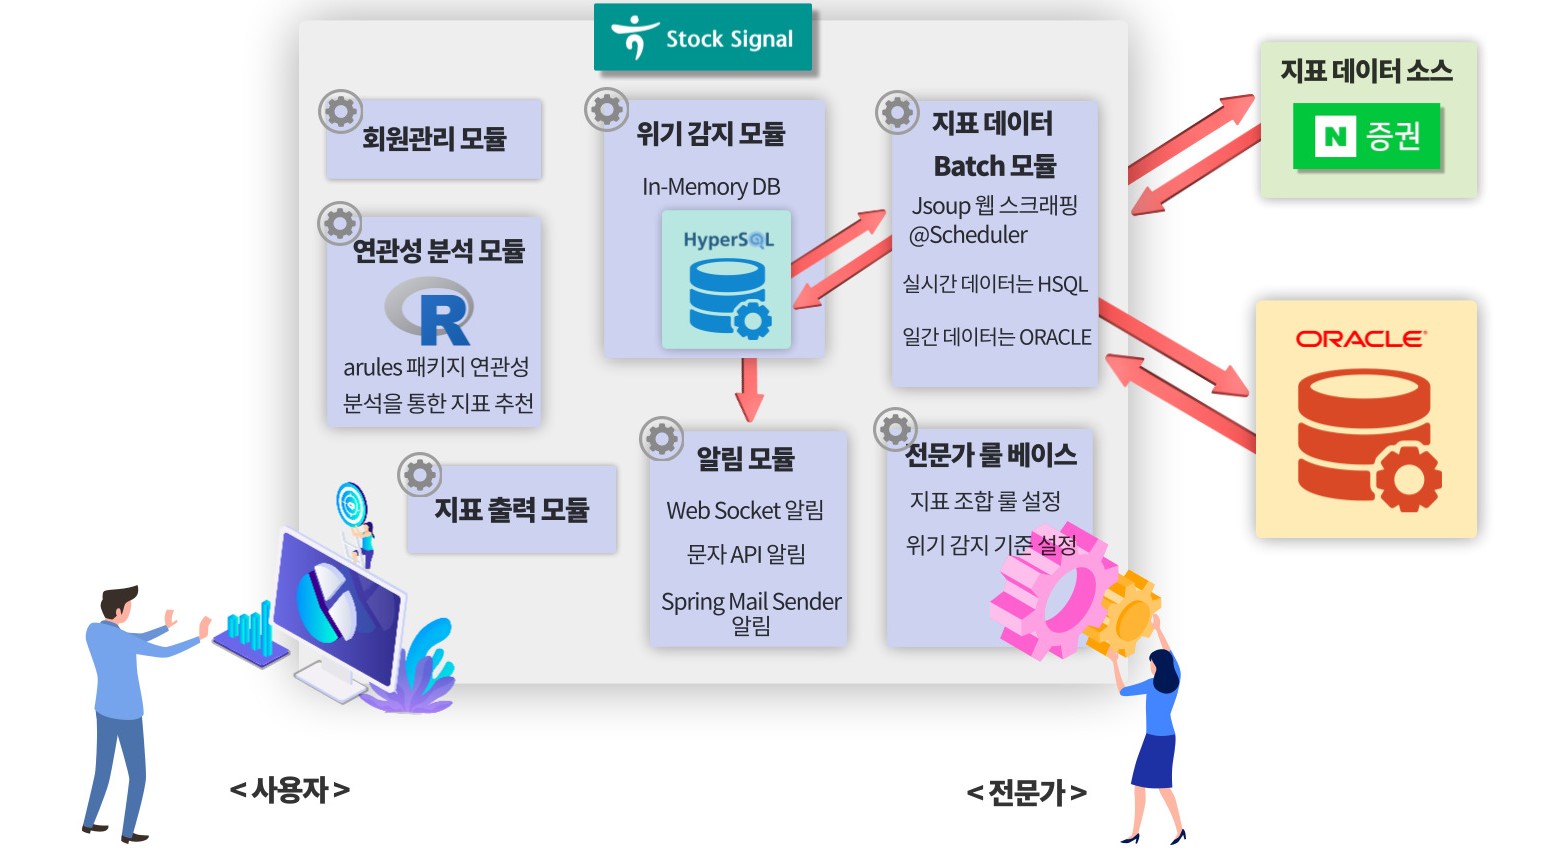 Stock Signal
회원관리 모듈
연관성 분석 모듈
R
arules 패키지 연관성
분석을 통한 지표 추천
지표 출력 모듈
위기 감지 모듈
In-Memory DB
HyperSQL
알림 모듈
Web Socket 알림
문자 API 알림
Spring Mail Sender
알림
지표 데이터
Batch 모듈
Jsoup 웹 스크래핑
@Scheduler
실시간 데이터는 HSQL
일간 데이터는 ORACLE
전문가 룰 베이스
지표 조합 룰 설정
위기 감지 기준 설정
지표 데이터 소스
N 증권
ORACLE®
< 사용자 >
< 전문가 >